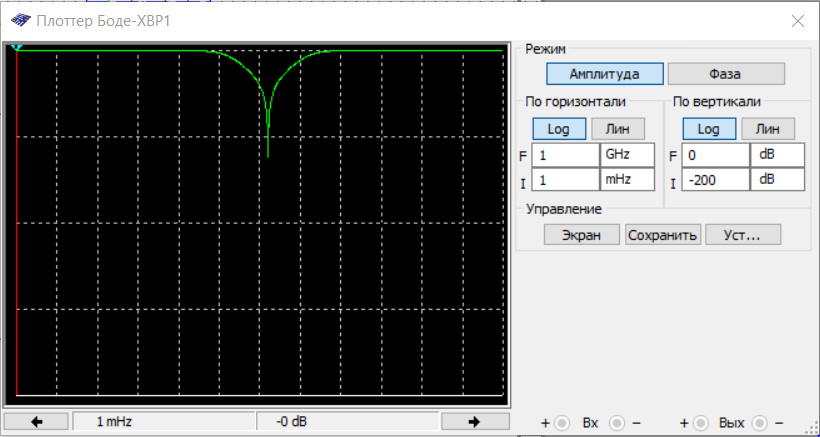 Плоттер Боде-XBP1
Режим
Амплитуда Фаза
По горизонтали По вертикали
Log Лин Log Лин
F 1 GHz F 0 dB
I 1 mHz I -200 dB
Управление
Экран Сохранить Уст...
1 mHz -0 dB
+ Вх − + Вых −